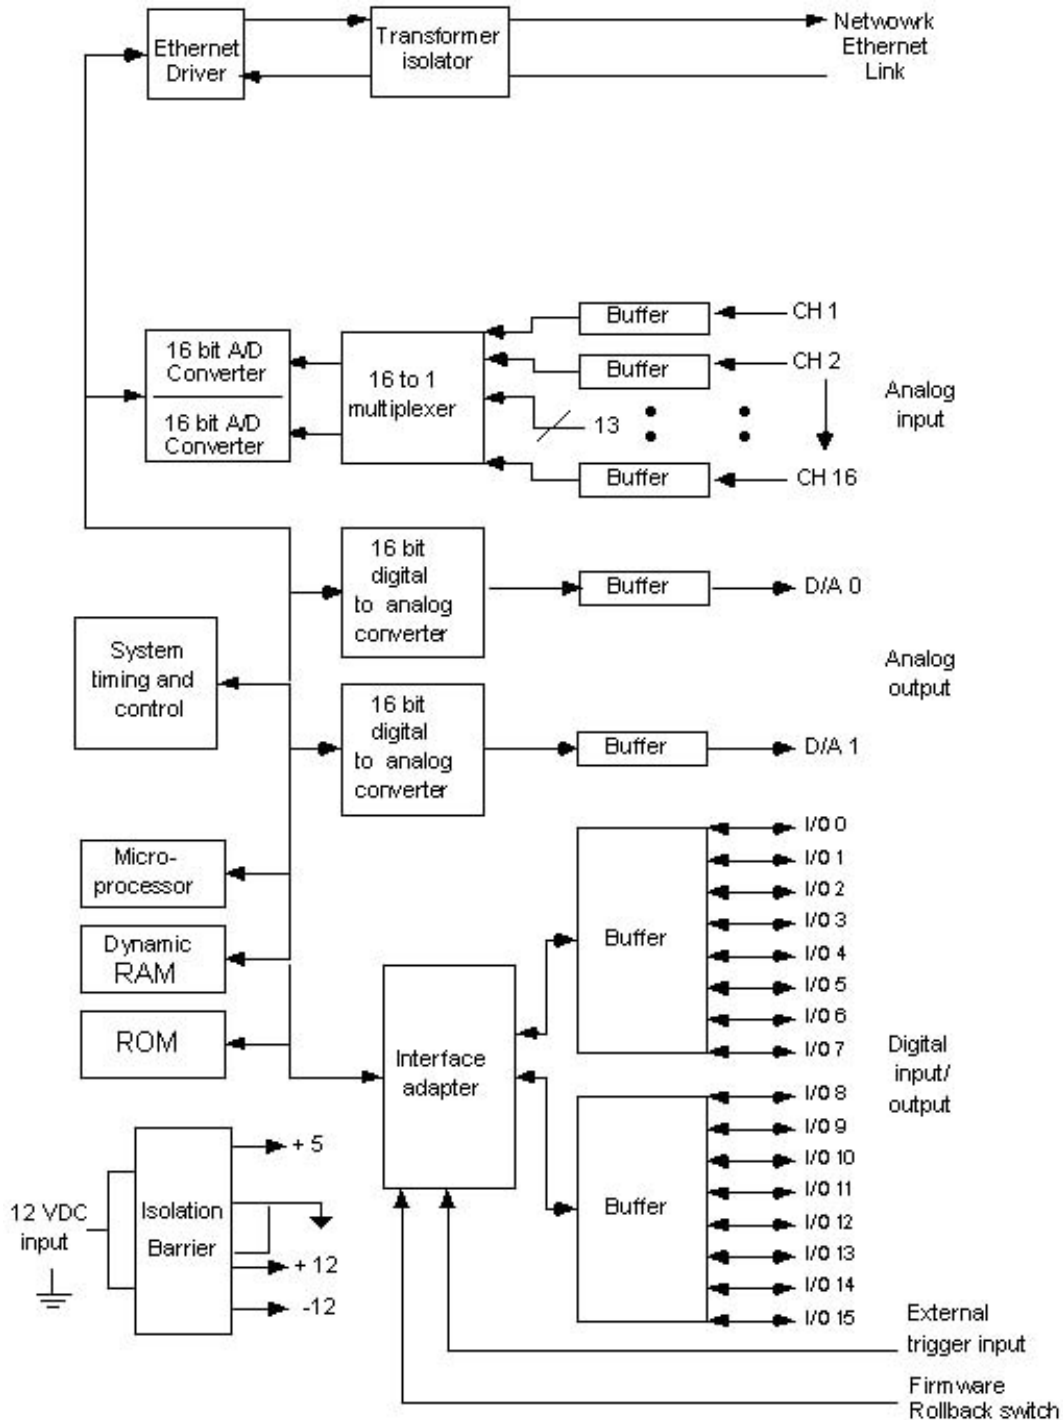 Ethernet
Driver
Transformer
isolator
Netwowrk
Ethernet
Link
16 bit A/D
Converter
16 bit A/D
Converter
16 to 1
multiplexer
Buffer
CH 1
Buffer
CH 2
13
Buffer
CH 16
Analog
input
16 bit
digital
to analog
converter
Buffer
D/A 0
System
timing and
control
16 bit
digital
to analog
converter
Buffer
D/A 1
Analog
output
Micro-
processor
Dynamic
RAM
ROM
Interface
adapter
Buffer
I/O 0
I/O 1
I/O 2
I/O 3
I/O 4
I/O 5
I/O 6
I/O 7
Digital
input/
output
Buffer
I/O 8
I/O 9
I/O 10
I/O 11
I/O 12
I/O 13
I/O 14
I/O 15
12 VDC
input
Isolation
Barrier
+ 5
+ 12
-12
External
trigger input
Firmware
Rollback switch